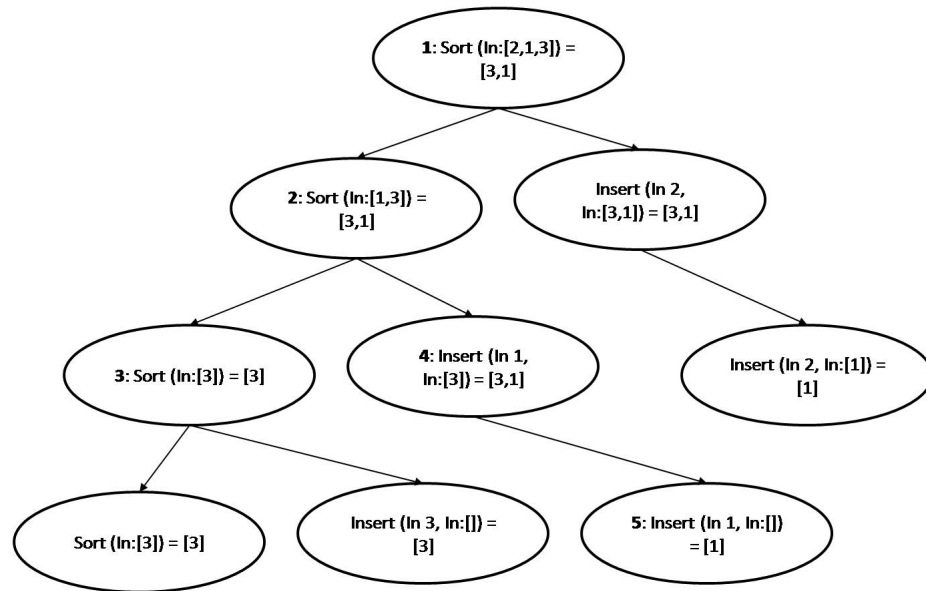 1: Sort (In:[2,1,3]) =
[3,1]
2: Sort (In:[1,3]) =
[3,1]
Insert (In 2,
In:[3,1]) = [3,1]
3: Sort (In:[3]) = [3]
4: Insert (In 1,
In:[3]) = [3,1]
Insert (In 2, In:[1]) =
[1]
Sort (In:[3]) = [3]
Insert (In 3, In:[]) =
[3]
5: Insert (In 1, In:[])
= [1]